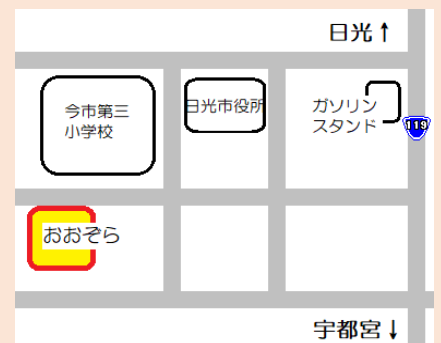 日光↑
今市第三
小学校
日光市役所
ガソリン
スタンド
119
おおぞら
宇都宮↓